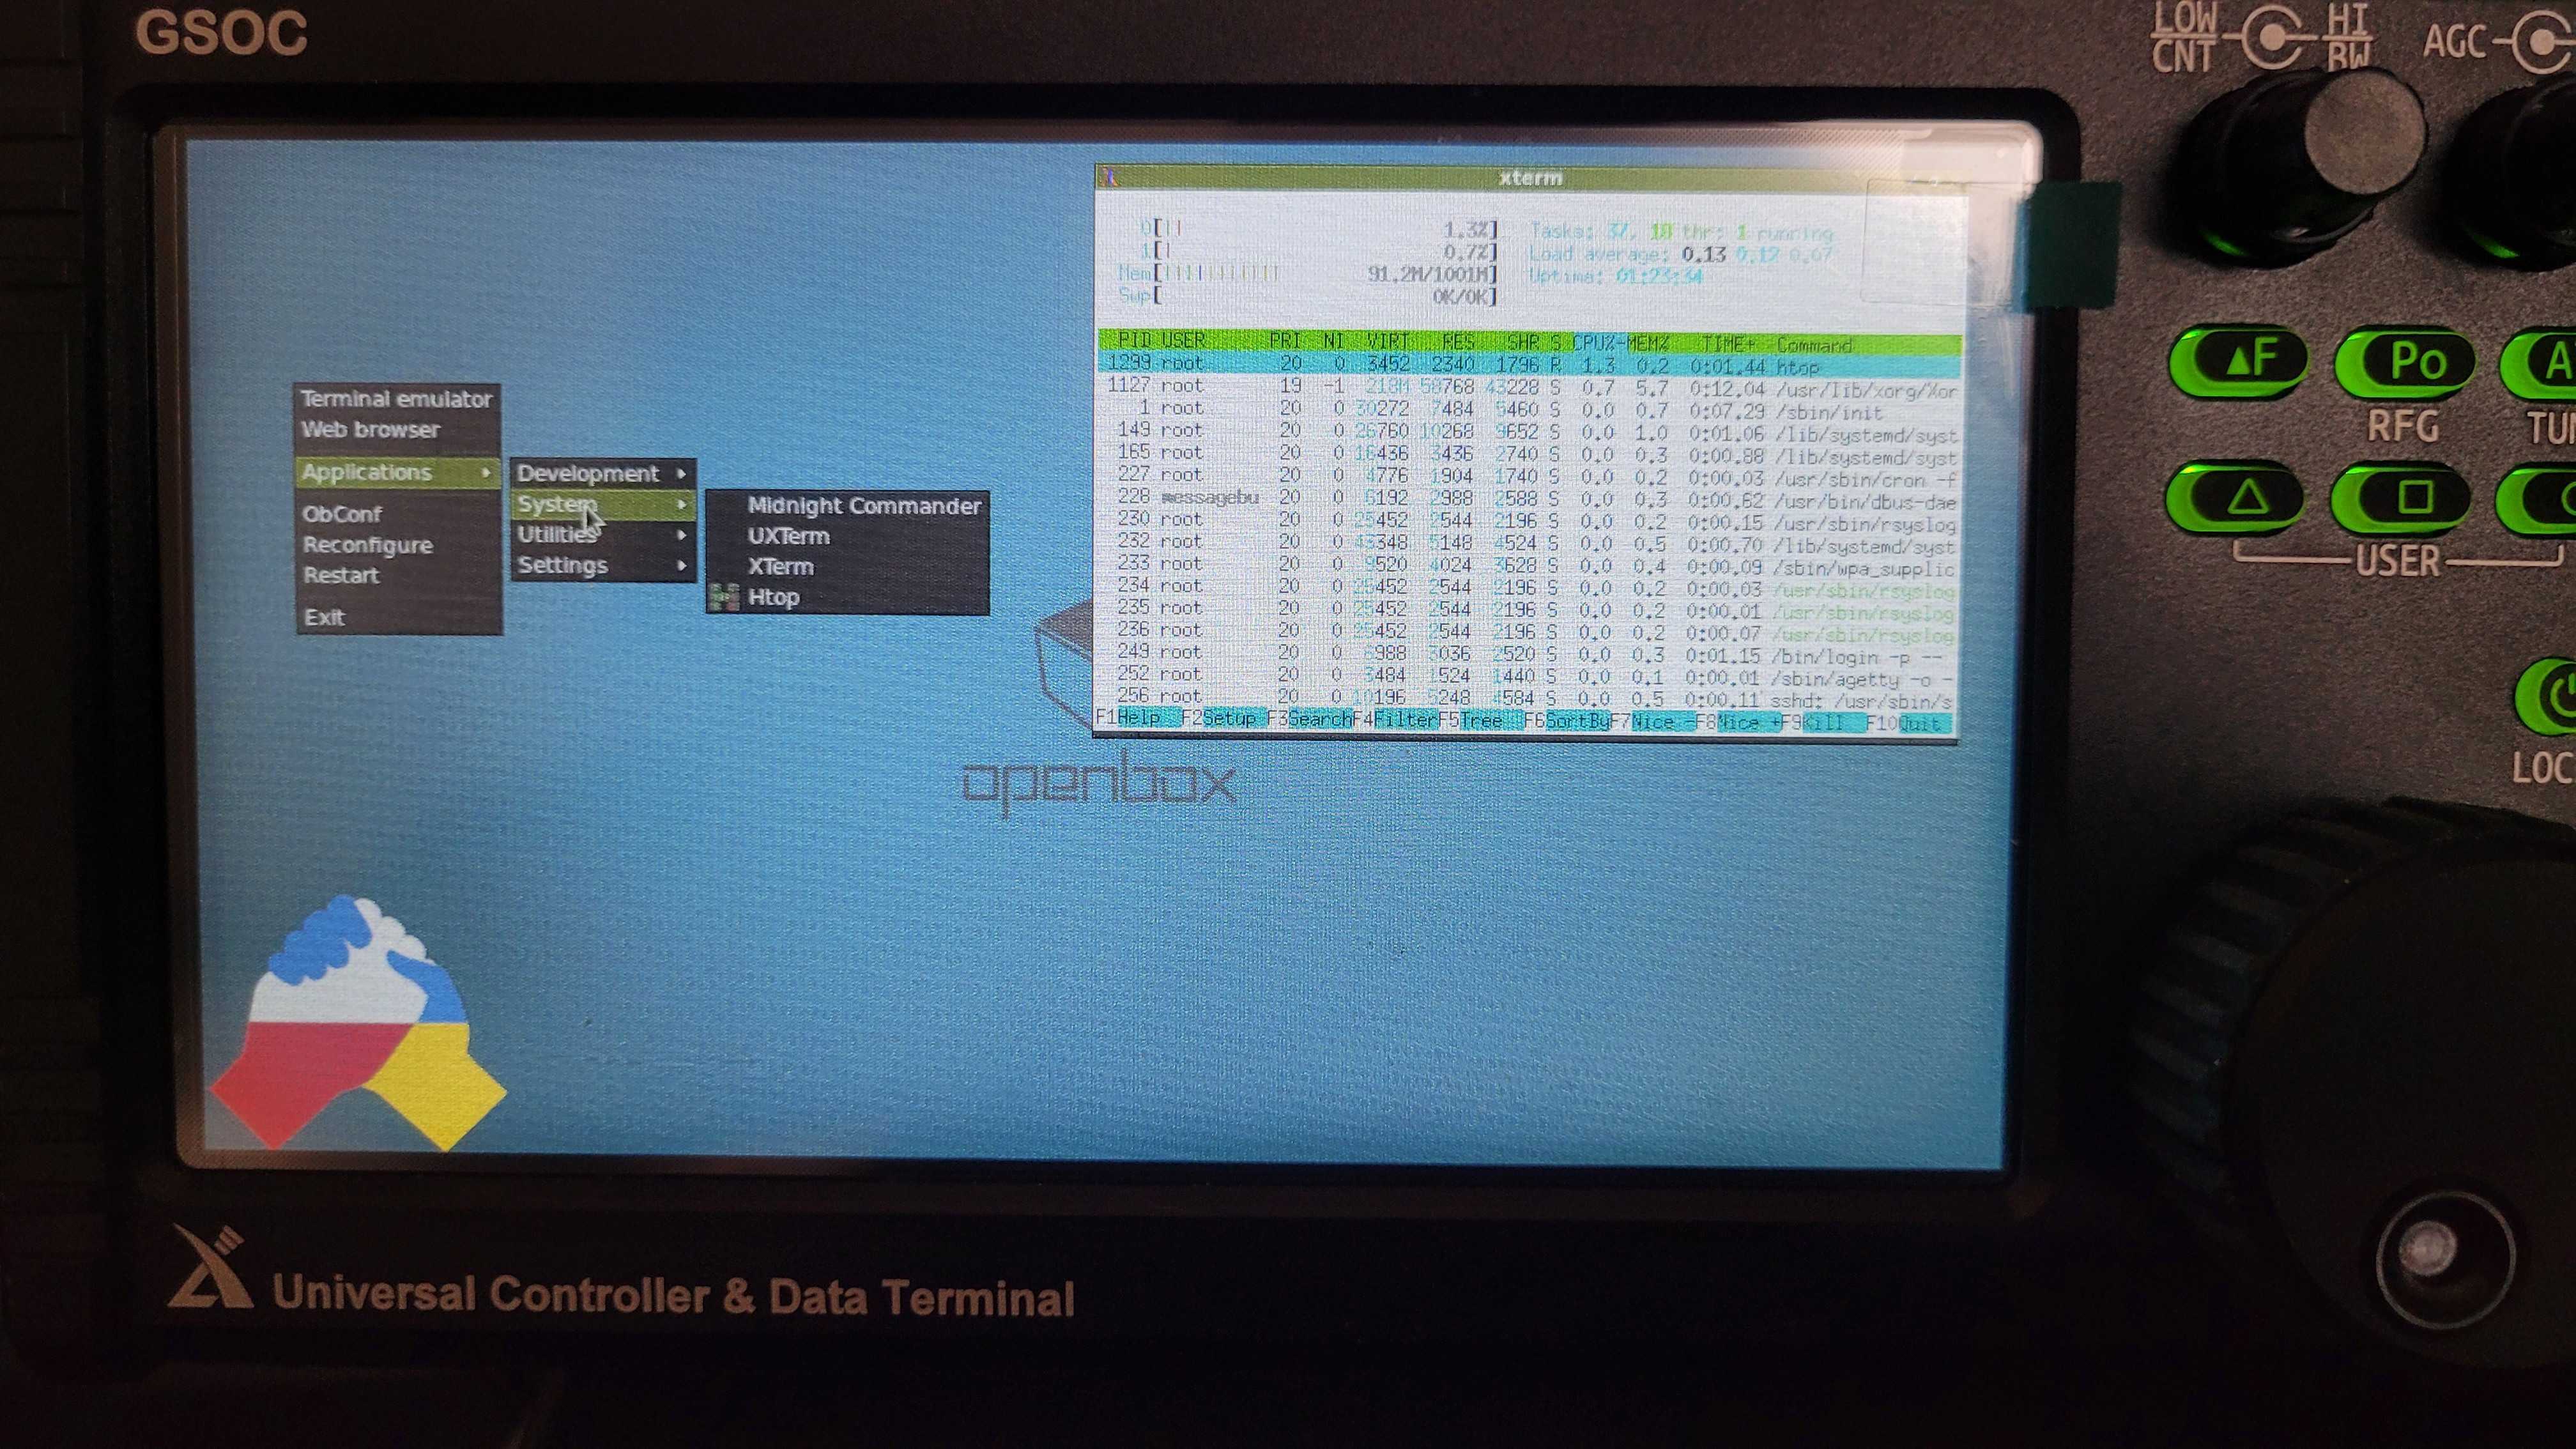 GSOC
LOW
CNT
HI
BW
AGC
xterm
0[|| 1.3%] Tasks: 37, 18 thr; 1 running
1[| 0.7%] Load average: 0.13 0.12 0.07
Mem[||||||||||||| 91.2M/1001M] Uptime: 01:23:34
Swp[ 0K/0K]
PID USER PRI NI VIRT RES SHR S CPU% MEM% TIME+ Command
1299 root 20 0 3452 2340 1796 R 1.3 0.2 0:01.44 htop
1127 root 19 -1 218M 58768 43228 S 0.7 5.7 0:12.04 /usr/lib/xorg/Xor
1 root 20 0 30272 7484 5460 S 0.0 0.7 0:07.29 /sbin/init
149 root 20 0 26760 10268 9652 S 0.0 1.0 0:01.06 /lib/systemd/syst
165 root 20 0 16436 3436 2740 S 0.0 0.3 0:00.88 /lib/systemd/syst
227 root 20 0 4776 1904 1740 S 0.0 0.2 0:00.03 /usr/sbin/cron -f
228 messagebu 20 0 6192 2988 2588 S 0.0 0.3 0:00.62 /usr/bin/dbus-dae
230 root 20 0 25452 2544 2196 S 0.0 0.2 0:00.15 /usr/sbin/rsyslog
232 root 20 0 43348 5148 4524 S 0.0 0.5 0:00.70 /lib/systemd/syst
233 root 20 0 9520 4024 3628 S 0.0 0.4 0:00.09 /sbin/wpa_supplic
234 root 20 0 25452 2544 2196 S 0.0 0.2 0:00.03 /usr/sbin/rsyslog
235 root 20 0 25452 2544 2196 S 0.0 0.2 0:00.01 /usr/sbin/rsyslog
236 root 20 0 25452 2544 2196 S 0.0 0.2 0:00.07 /usr/sbin/rsyslog
249 root 20 0 6988 3036 2520 S 0.0 0.3 0:01.15 /bin/login -p --
252 root 20 0 3484 1524 1440 S 0.0 0.1 0:00.01 /sbin/agetty -o -
256 root 20 0 10196 5248 4584 S 0.0 0.5 0:00.11 sshd: /usr/sbin/s
F1Help F2Setup F3SearchF4FilterF5Tree F6SortByF7Nice -F8Nice +F9Kill F10Quit
Terminal emulator
Web browser
Applications
ObConf
Reconfigure
Restart
Exit
Development
System
Utilities
Settings
Midnight Commander
UXTerm
XTerm
Htop
openbox
▲F
Po
RFG
USER
Universal Controller & Data Terminal